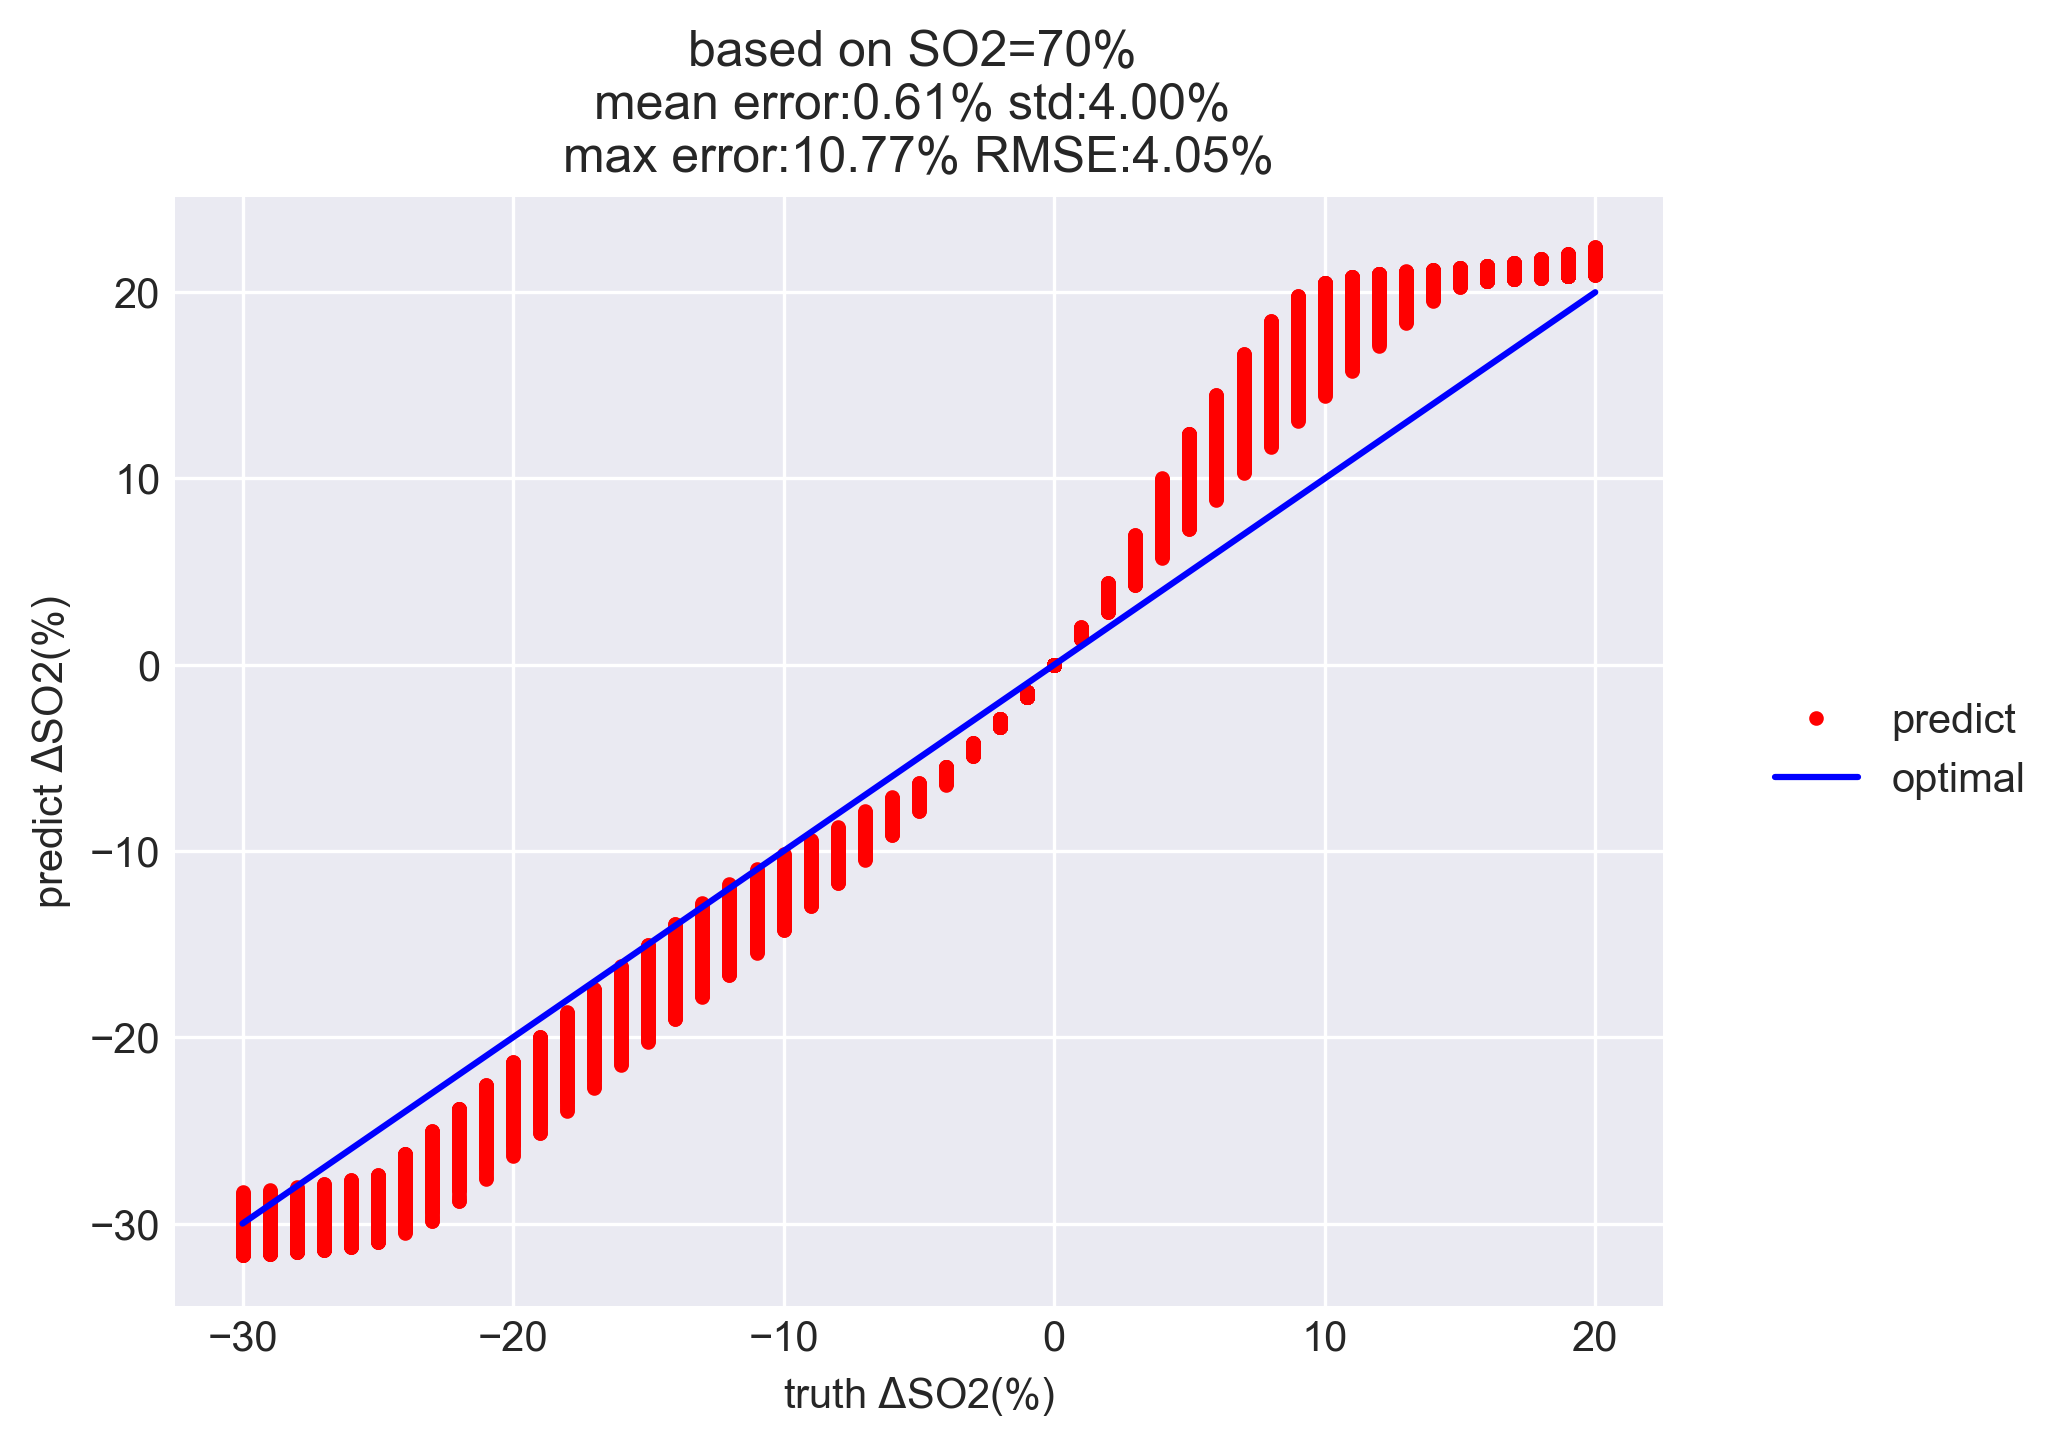 based on SO2=70%
mean error:0.61% std:4.00%
max error:10.77% RMSE:4.05%
20
10
0
−10
−20
−30
predict ΔSO2(%)
−30 −20 −10 0 10 20
truth ΔSO2(%)
predict
optimal